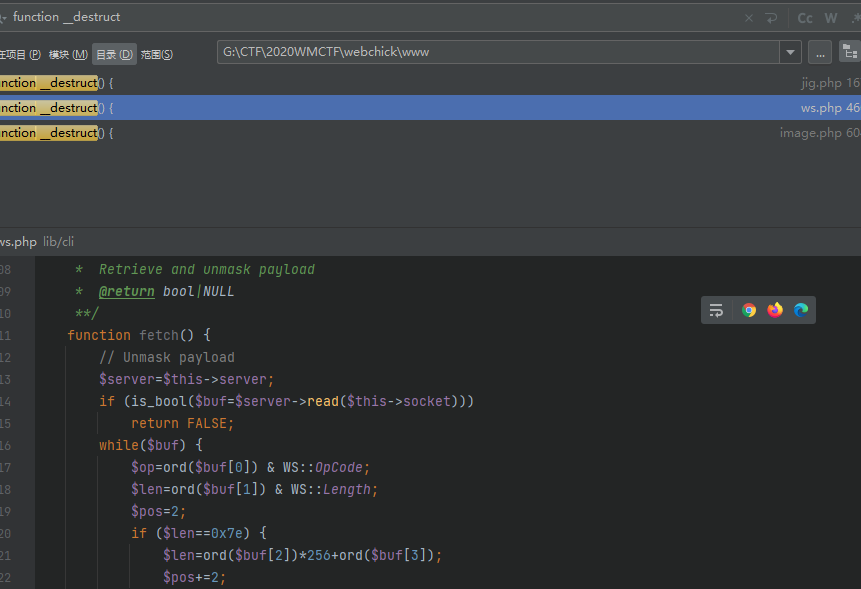 function __destruct
Cc W .*
在项目 (P) 模块 (M) 目录 (D) 范围(S) G:\CTF\2020WMCTF\webchick\www ...
nction __destruct() { jig.php 16
nction __destruct() { ws.php 46
nction __destruct() { image.php 60
ws.php lib/cli
08 * Retrieve and unmask payload
09 * @return bool|NULL
10 **/
11 function fetch() {
12 // Unmask payload
13 $server=$this->server;
14 if (is_bool($buf=$server->read($this->socket)))
15 return FALSE;
16 while($buf) {
17 $op=ord($buf[0]) & WS::OpCode;
18 $len=ord($buf[1]) & WS::Length;
19 $pos=2;
20 if ($len==0x7e) {
21 $len=ord($buf[2])*256+ord($buf[3]);
22 $pos+=2;